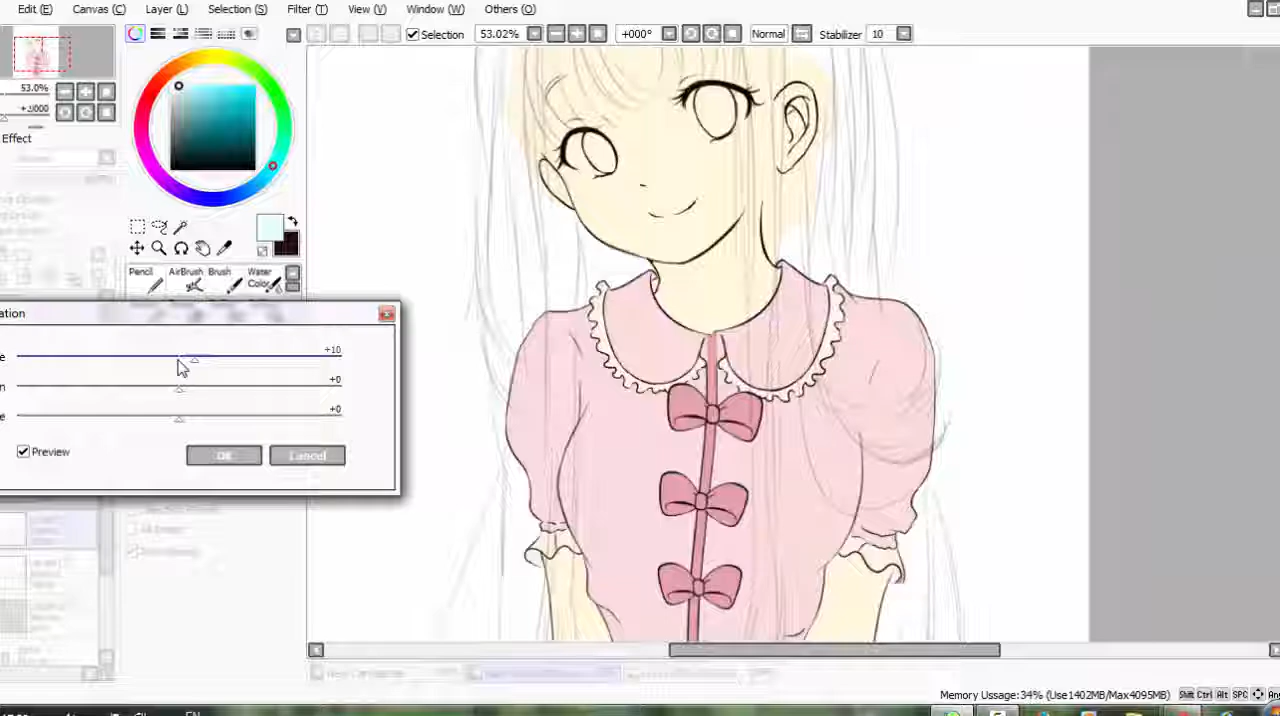 Edit (E) Canvas (C) Layer (L) Selection (S) Filter (T) View (V) Window (W) Others (O)
Selection 53.02% +000° Normal Stabilizer 10
53.0%
Effect
Pencil AirBrush Brush Water
Color
ation
e +10
n +0
e +0
Preview OK Cancel
Memory Ussage:34% (Use1402MB/Max4095MB) Shift Ctrl Alt SPC
EN